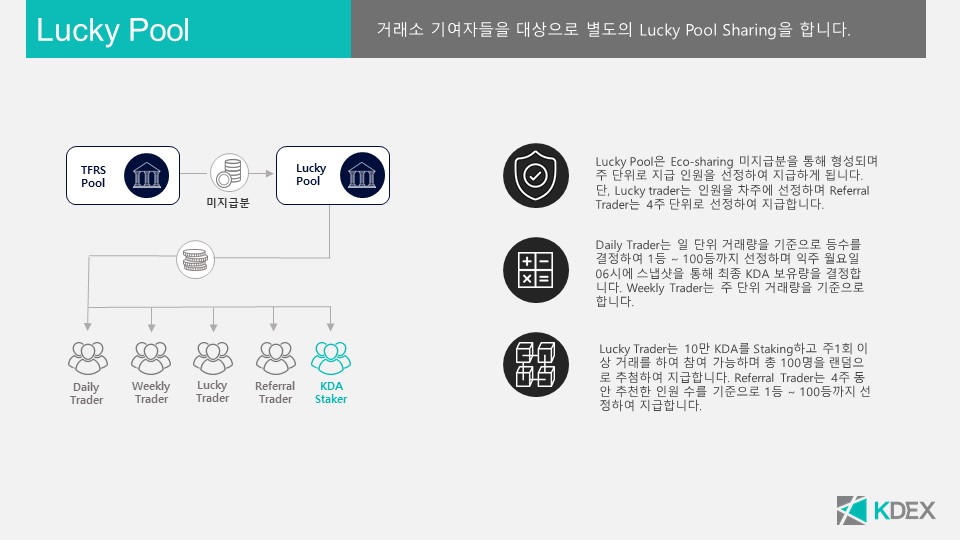 Lucky Pool
거래소 기여자들을 대상으로 별도의 Lucky Pool Sharing을 합니다.
TFRS
Pool
미지급분
Lucky
Pool
Daily
Trader
Weekly
Trader
Lucky
Trader
Referral
Trader
KDA
Staker
Lucky Pool은 Eco-sharing 미지급분을 통해 형성되며
주 단위로 지급 인원을 선정하여 지급하게 됩니다.
단, Lucky trader는 인원을 차주에 선정하며 Referral
Trader는 4주 단위로 선정하여 지급합니다.
Daily Trader는 일 단위 거래량을 기준으로 등수를
결정하여 1등 ~ 100등까지 선정하며 익주 월요일
06시에 스냅샷을 통해 최종 KDA 보유량을 결정합
니다. Weekly Trader는 주 단위 거래량을 기준으로
합니다.
Lucky Trader는 10만 KDA를 Staking하고 주1회 이
상 거래를 하여 참여 가능하며 총 100명을 랜덤으
로 추첨하여 지급합니다. Referral Trader는 4주 동
안 추천한 인원 수를 기준으로 1등 ~ 100등까지 선
정하여 지급합니다.
KDEX